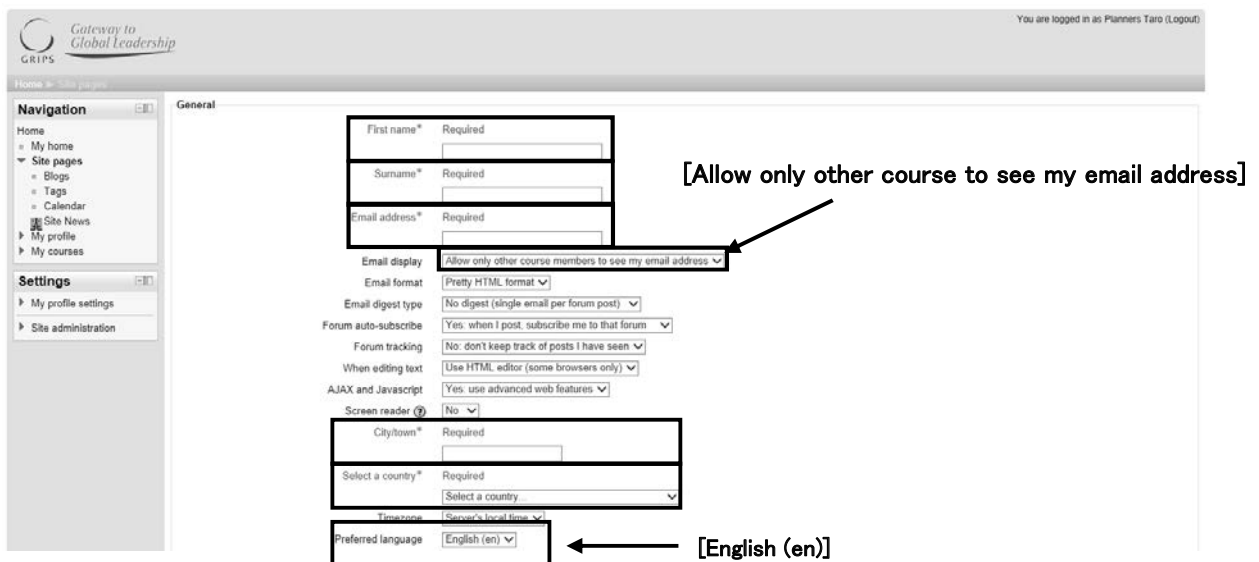 Gateway to
Global Leadership
GRIPS
You are logged in as Planners Taro (Logout)
Home ► Site pages
Navigation
Home
My home
Site pages
Blogs
Tags
Calendar
Site News
My profile
My courses
Settings
My profile settings
Site administration
General
First name* Required
Surname* Required
Email address* Required
Email display Allow only other course members to see my email address
Email format Pretty HTML format
Email digest type No digest (single email per forum post)
Forum auto-subscribe Yes: when I post, subscribe me to that forum
Forum tracking No: don't keep track of posts I have seen
When editing text Use HTML editor (some browsers only)
AJAX and Javascript Yes: use advanced web features
Screen reader ? No
City/town* Required
Select a country* Required
Select a country...
Timezone Server's local time
Preferred language English (en)
[Allow only other course to see my email address]
[English (en)]